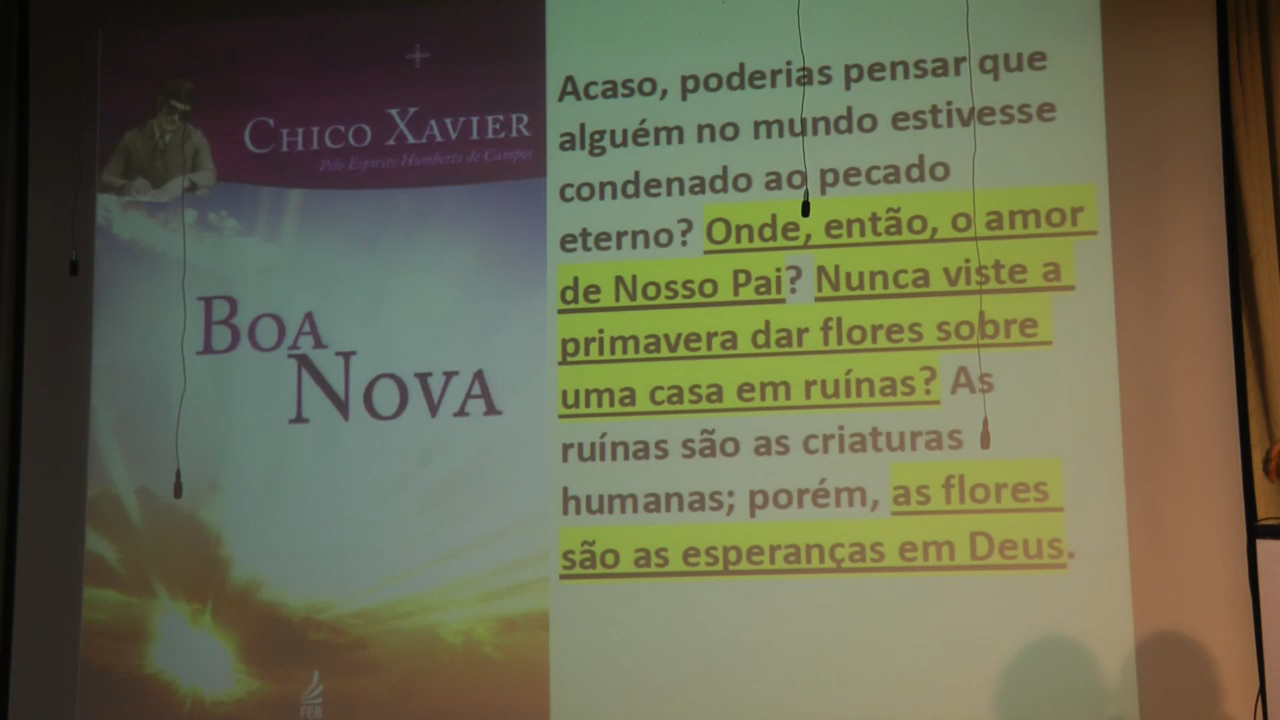 CHICO XAVIER
Pelo Espírito Humberto de Campos
BOA
NOVA
FEB
Acaso, poderias pensar que
alguém no mundo estivesse
condenado ao pecado
eterno? Onde, então, o amor
de Nosso Pai? Nunca viste a
primavera dar flores sobre
uma casa em ruínas? As
ruínas são as criaturas
humanas; porém, as flores
são as esperanças em Deus.